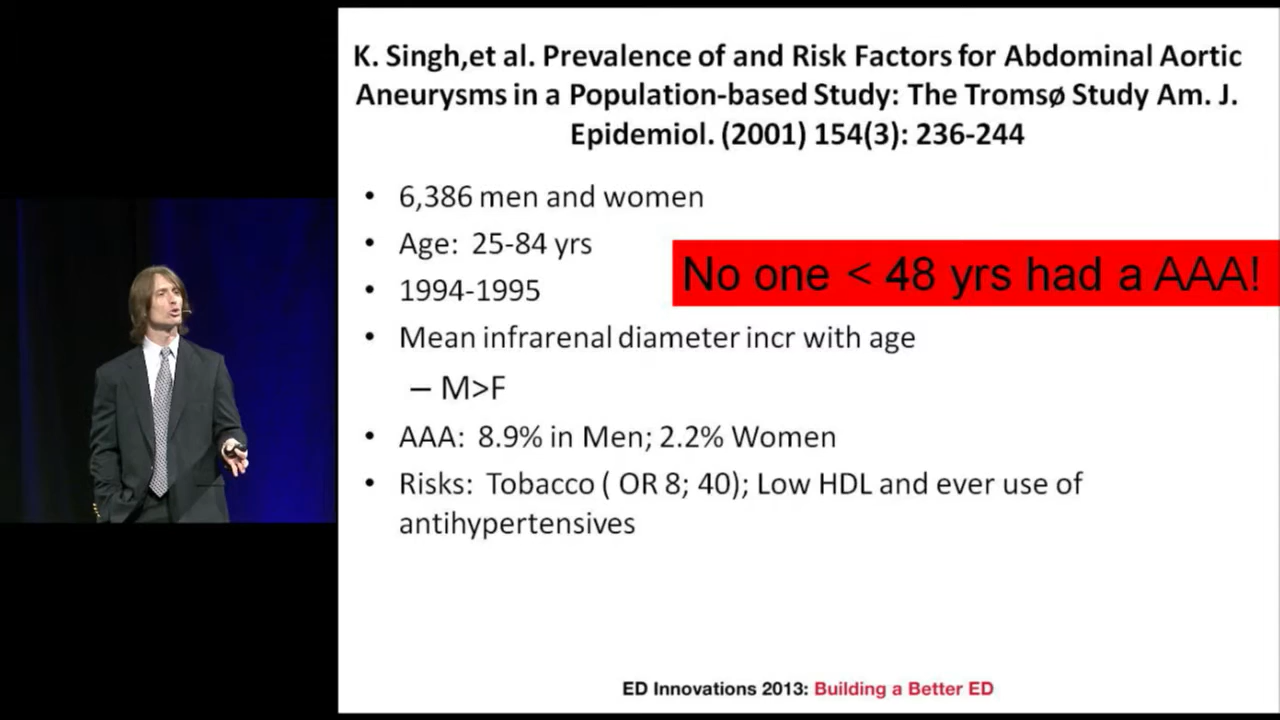 K. Singh,et al. Prevalence of and Risk Factors for Abdominal Aortic
Aneurysms in a Population-based Study: The Tromsø Study Am. J.
Epidemiol. (2001) 154(3): 236-244
• 6,386 men and women
• Age: 25-84 yrs
No one < 48 yrs had a AAA!
• 1994-1995
• Mean infrarenal diameter incr with age
– M>F
• AAA: 8.9% in Men; 2.2% Women
• Risks: Tobacco ( OR 8; 40); Low HDL and ever use of
antihypertensives
ED Innovations 2013: Building a Better ED